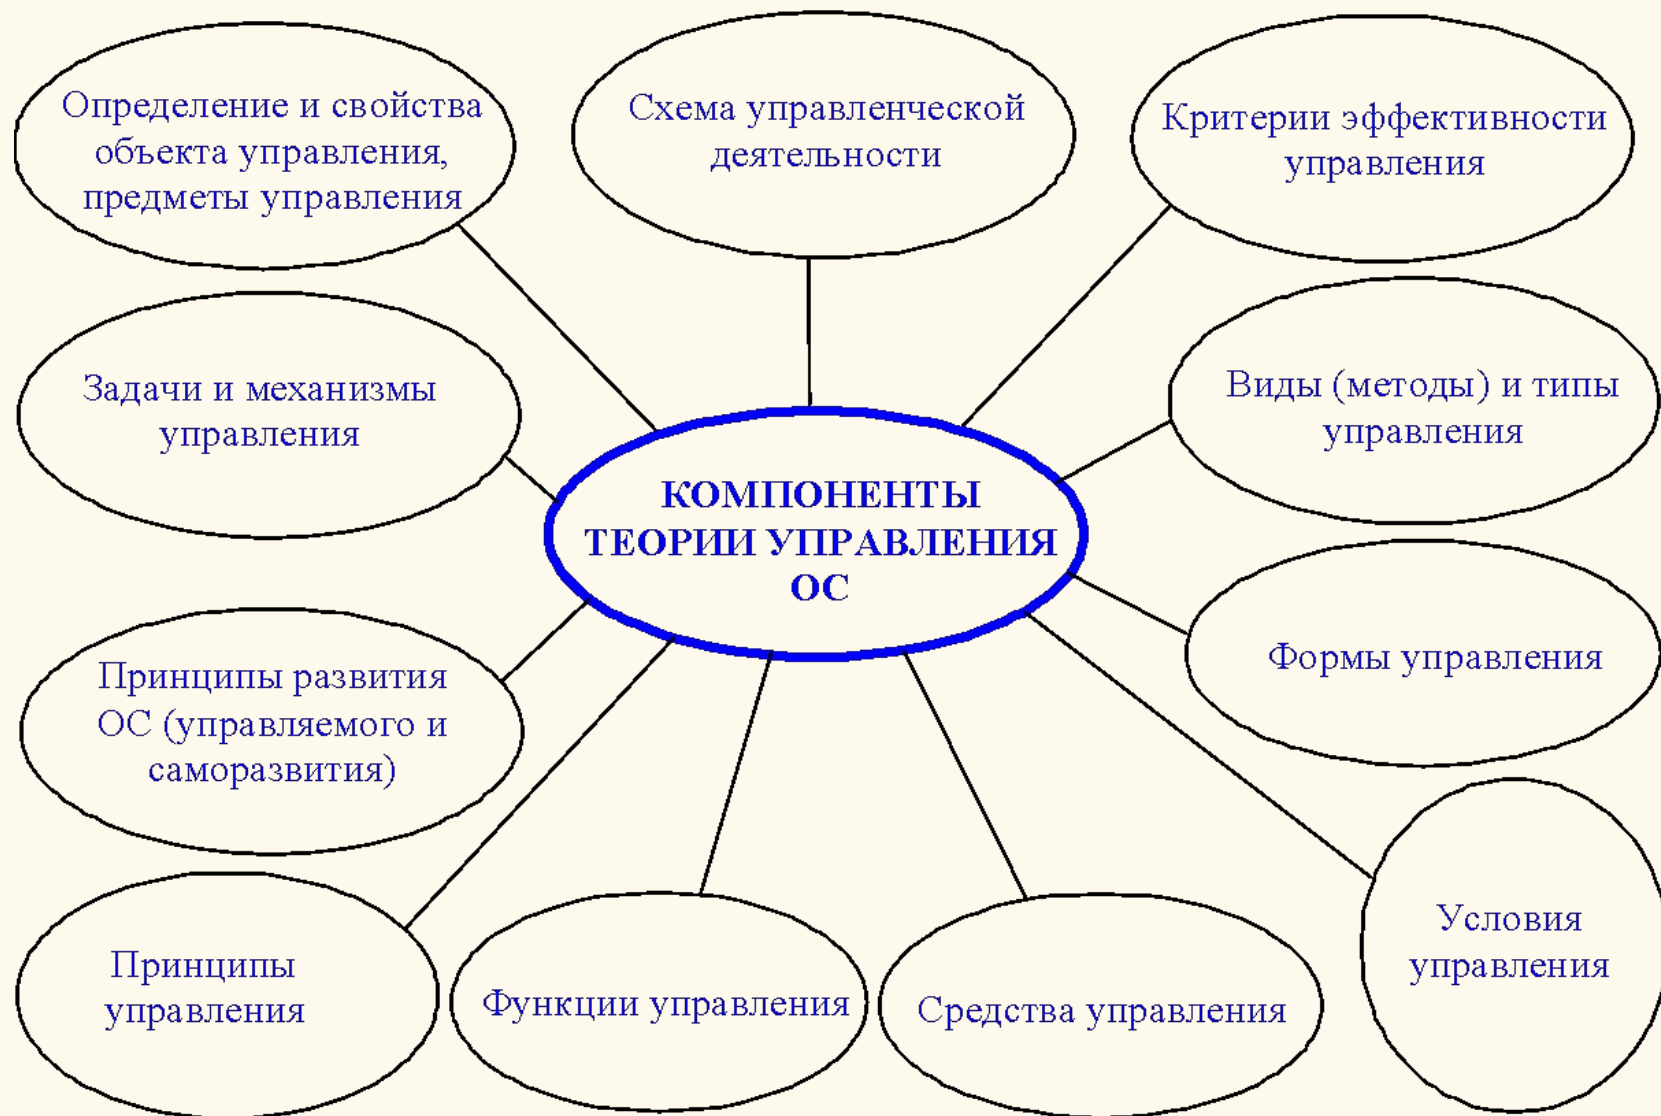 Определение и свойства
объекта управления,
предметы управления
Схема управленческой
деятельности
Критерии эффективности
управления
Задачи и механизмы
управления
Виды (методы) и типы
управления
КОМПОНЕНТЫ
ТЕОРИИ УПРАВЛЕНИЯ
ОС
Принципы развития
ОС (управляемого и
саморазвития)
Формы управления
Принципы
управления
Функции управления
Средства управления
Условия
управления